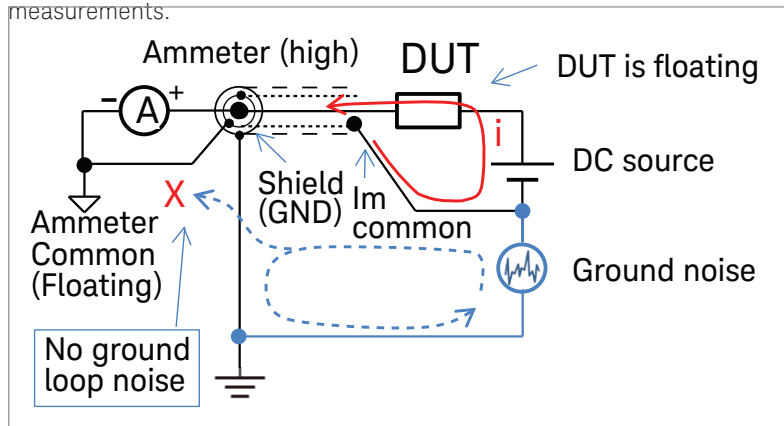 measurements.
Ammeter (high)
DUT
DUT is floating
- A +
i
DC source
Shield
(GND)
Im
common
X
Ammeter
Common
(Floating)
Ground noise
No ground
loop noise